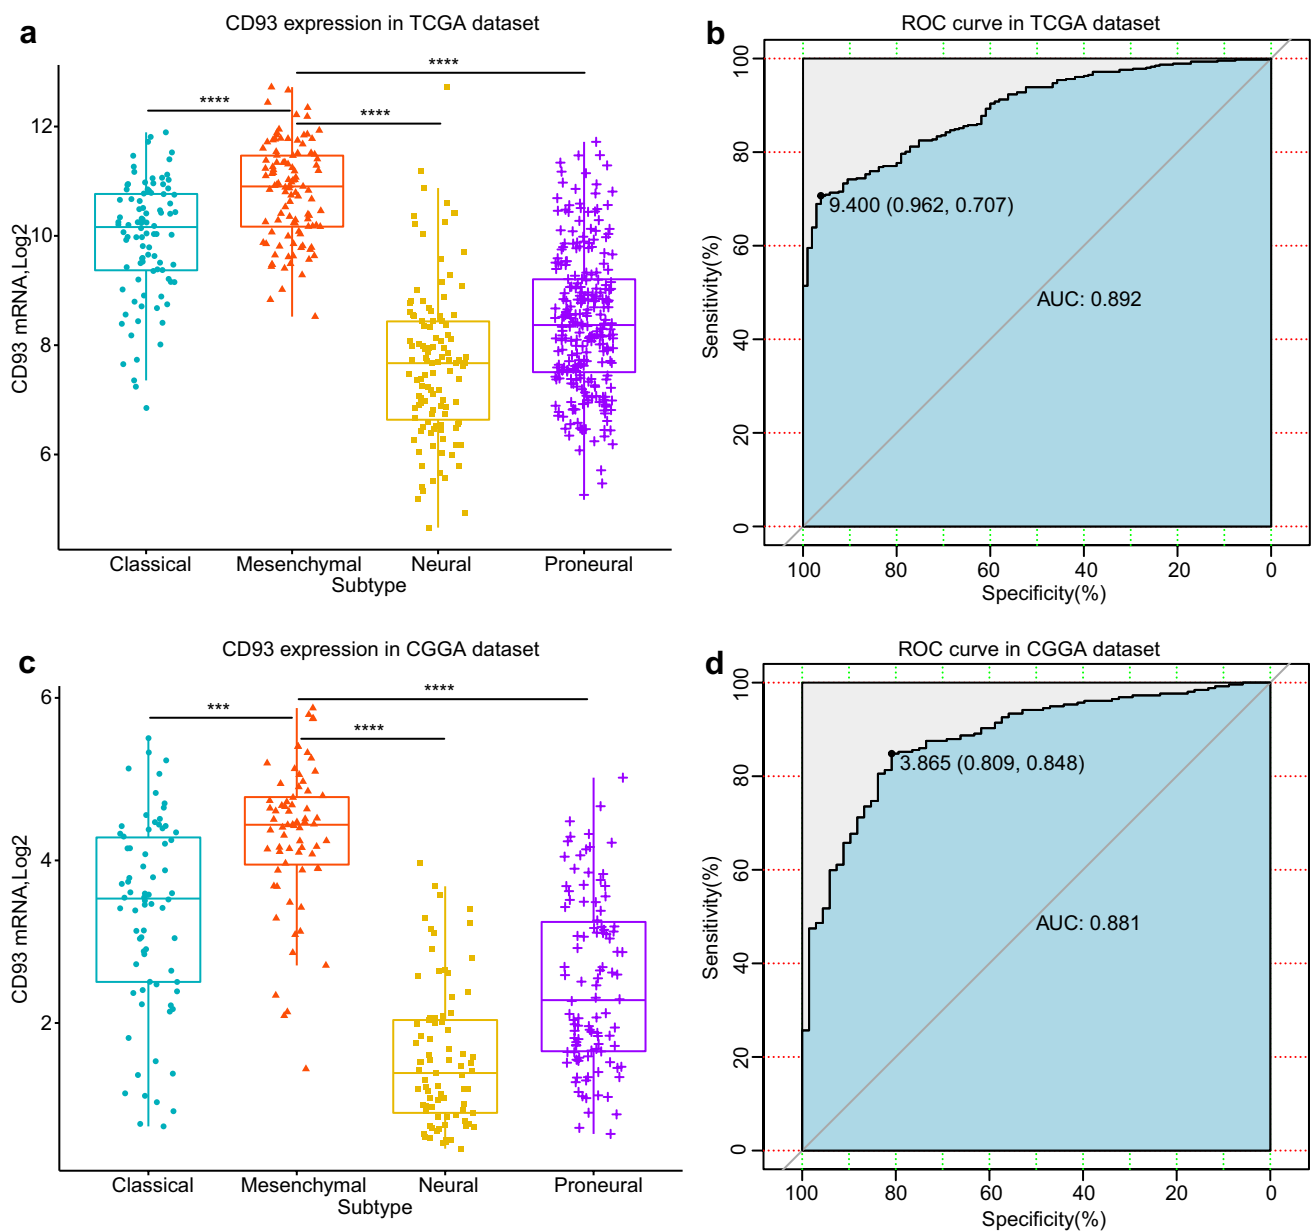 a
CD93 expression in TCGA dataset
****
****
****
CD93 mRNA,Log2
12
10
8
6
Classical Mesenchymal Neural Proneural
Subtype
b
ROC curve in TCGA dataset
Sensitivity(%)
100
80
60
40
20
0
9.400 (0.962, 0.707)
AUC: 0.892
100 80 60 40 20 0
Specificity(%)
c
CD93 expression in CGGA dataset
****
***
****
CD93 mRNA,Log2
6
4
2
Classical Mesenchymal Neural Proneural
Subtype
d
ROC curve in CGGA dataset
Sensitivity(%)
100
80
60
40
20
0
3.865 (0.809, 0.848)
AUC: 0.881
100 80 60 40 20 0
Specificity(%)